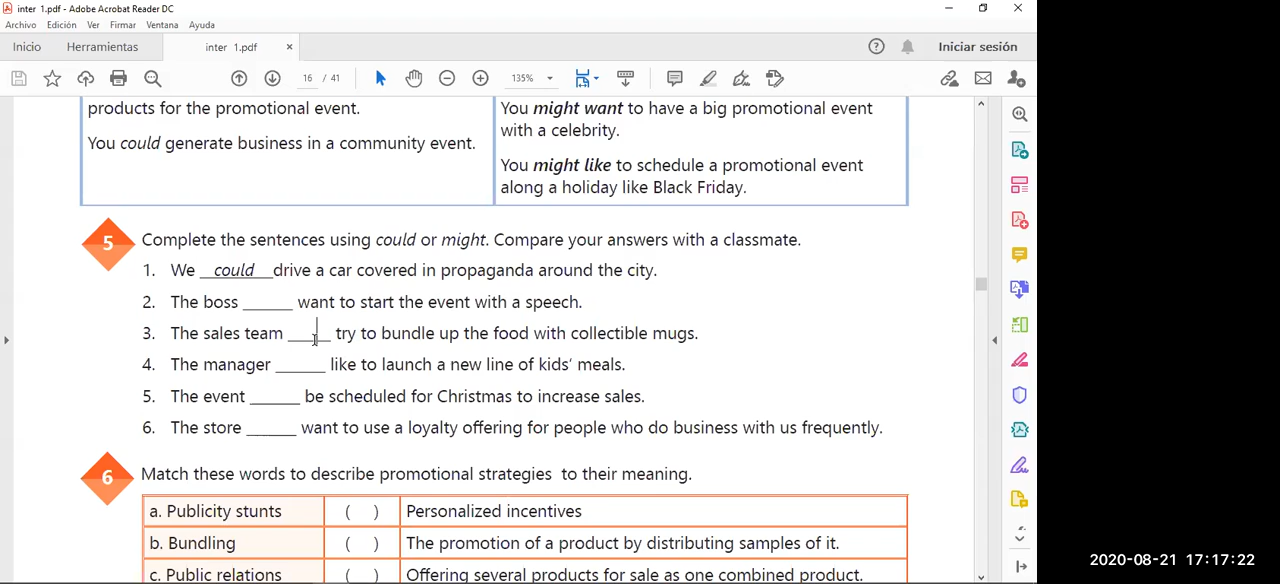 inter 1.pdf - Adobe Acrobat Reader DC
Archivo Edición Ver Firmar Ventana Ayuda
Inicio Herramientas inter 1.pdf × Iniciar sesión
16 / 41 135%
products for the promotional event.
You could generate business in a community event.
You might want to have a big promotional event
with a celebrity.
You might like to schedule a promotional event
along a holiday like Black Friday.
5 Complete the sentences using could or might. Compare your answers with a classmate.
1. We __could__drive a car covered in propaganda around the city.
2. The boss ______ want to start the event with a speech.
3. The sales team _____ try to bundle up the food with collectible mugs.
4. The manager ______ like to launch a new line of kids’ meals.
5. The event ______ be scheduled for Christmas to increase sales.
6. The store ______ want to use a loyalty offering for people who do business with us frequently.
6 Match these words to describe promotional strategies to their meaning.
a. Publicity stunts ( ) Personalized incentives
b. Bundling ( ) The promotion of a product by distributing samples of it.
c. Public relations ( ) Offering several products for sale as one combined product.
2020-08-21 17:17:22